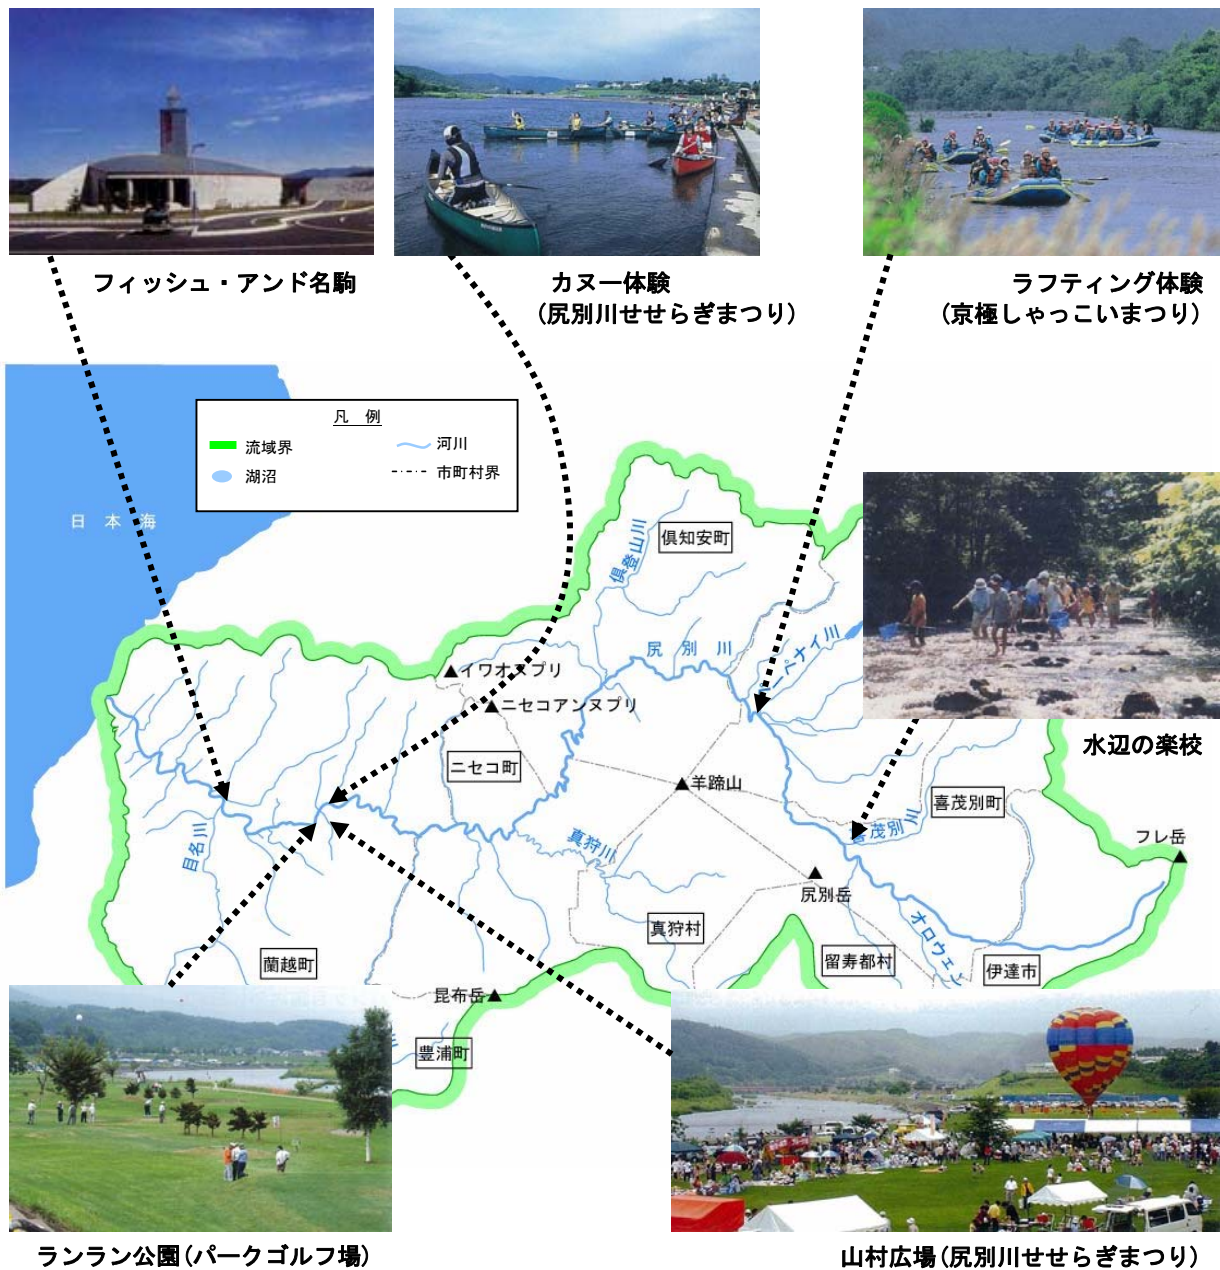 フィッシュ・アンド名駒
カヌー体験
(尻別川せせらぎまつり)
ラフティング体験
(京極しゃっこいまつり)
凡 例
流域界
河川
湖沼
市町村界
日 本 海
倶知安町
倶登山川
尻 別 川
ペーペナイ川
イワオヌプリ
ニセコアンヌプリ
水辺の楽校
ニセコ町
羊蹄山
喜茂別町
喜茂別川
目名川
真狩川
フレ岳
尻別岳
オロウェン
真狩村
蘭越町
留寿都村
伊達市
昆布岳
豊浦町
ランラン公園(パークゴルフ場)
山村広場(尻別川せせらぎまつり)